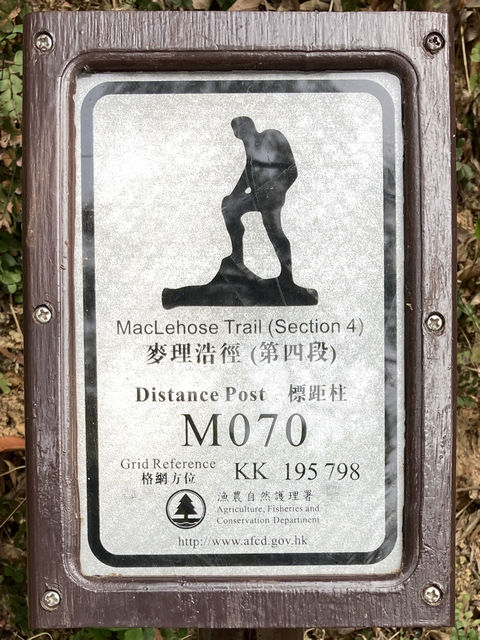 MacLehose Trail (Section 4)
麥理浩徑 (第四段)
Distance Post 標距柱
M070
Grid Reference KK 195 798
格網方位
漁農自然護理署
Agriculture, Fisheries and
Conservation Department
http://www.afcd.gov.hk